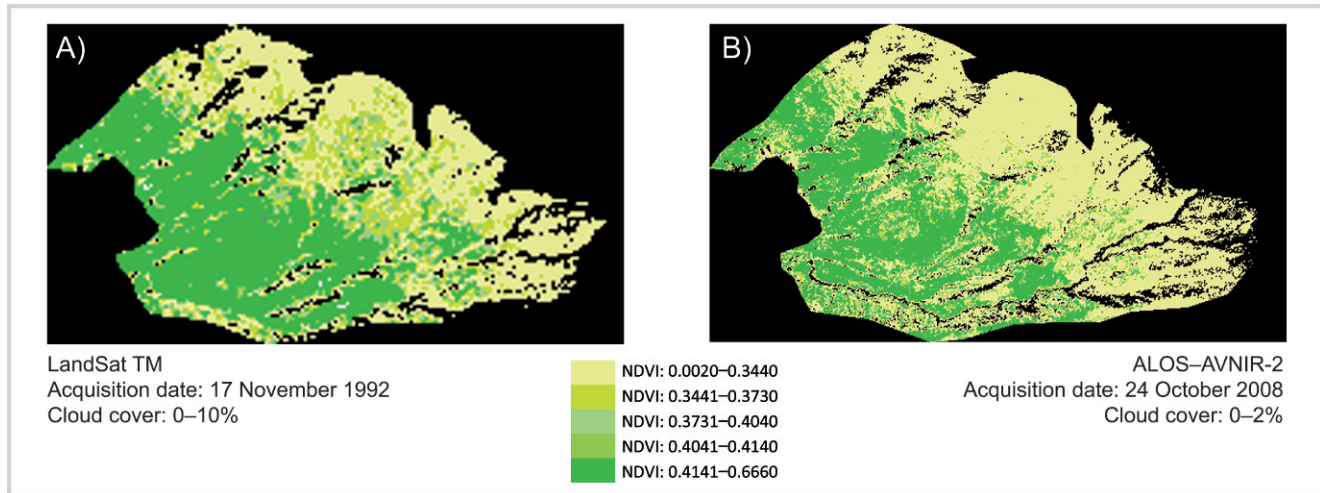 A)
B)
LandSat TM
Acquisition date: 17 November 1992
Cloud cover: 0–10%
NDVI: 0.0020–0.3440
NDVI: 0.3441–0.3730
NDVI: 0.3731–0.4040
NDVI: 0.4041–0.4140
NDVI: 0.4141–0.6660
ALOS–AVNIR-2
Acquisition date: 24 October 2008
Cloud cover: 0–2%